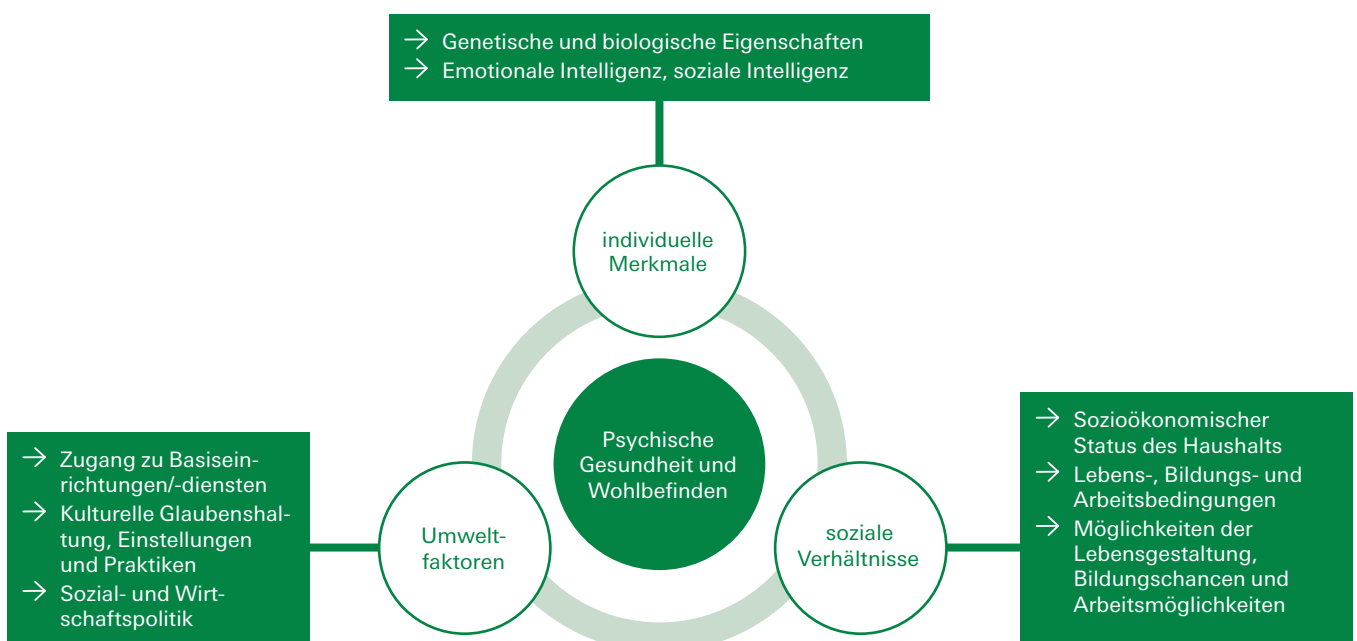 → Genetische und biologische Eigenschaften
→ Emotionale Intelligenz, soziale Intelligenz
individuelle
Merkmale
Psychische
Gesundheit und
Wohlbefinden
→ Zugang zu Basisein-
richtungen/-diensten
→ Kulturelle Glaubenshal-
tung, Einstellungen
und Praktiken
→ Sozial- und Wirt-
schaftspolitik
Umwelt-
faktoren
soziale
Verhältnisse
→ Sozioökonomischer
Status des Haushalts
→ Lebens-, Bildungs- und
Arbeitsbedingungen
→ Möglichkeiten der
Lebensgestaltung,
Bildungschancen und
Arbeitsmöglichkeiten